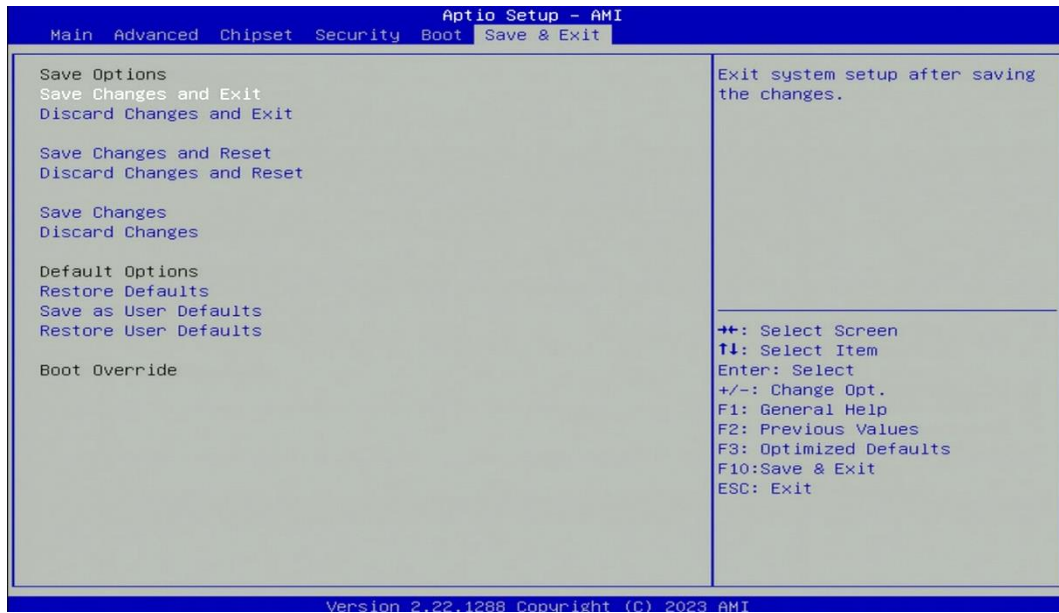 Aptio Setup – AMI
Main Advanced Chipset Security Boot Save & Exit
Save Options
Save Changes and Exit
Discard Changes and Exit
Save Changes and Reset
Discard Changes and Reset
Save Changes
Discard Changes
Default Options
Restore Defaults
Save as User Defaults
Restore User Defaults
Boot Override
Exit system setup after saving
the changes.
→←: Select Screen
↑↓: Select Item
Enter: Select
+/-: Change Opt.
F1: General Help
F2: Previous Values
F3: Optimized Defaults
F10:Save & Exit
ESC: Exit
Version 2.22.1288 Copyright (C) 2023 AMI